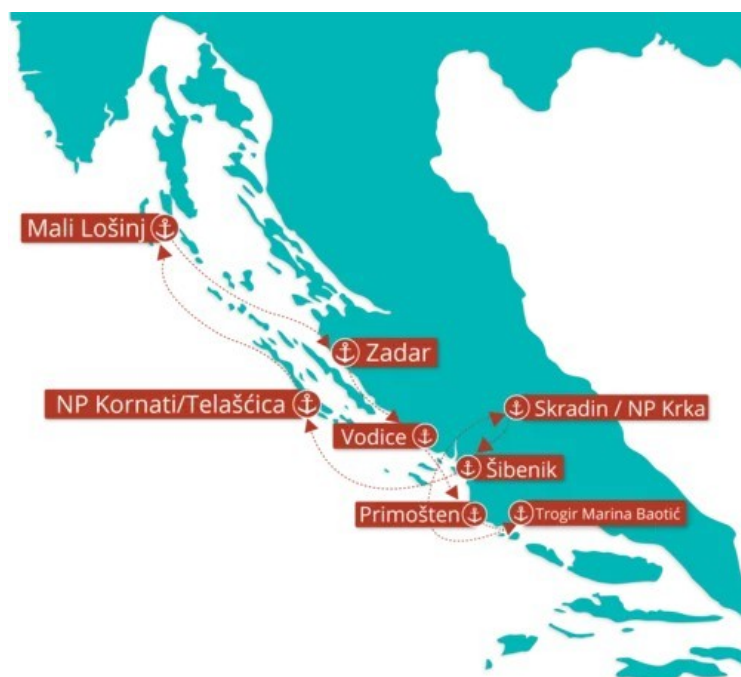 Mali Lošinj
Zadar
NP Kornati/Telašćica
Skradin / NP Krka
Vodice
Šibenik
Primošten
Trogir Marina Baotić